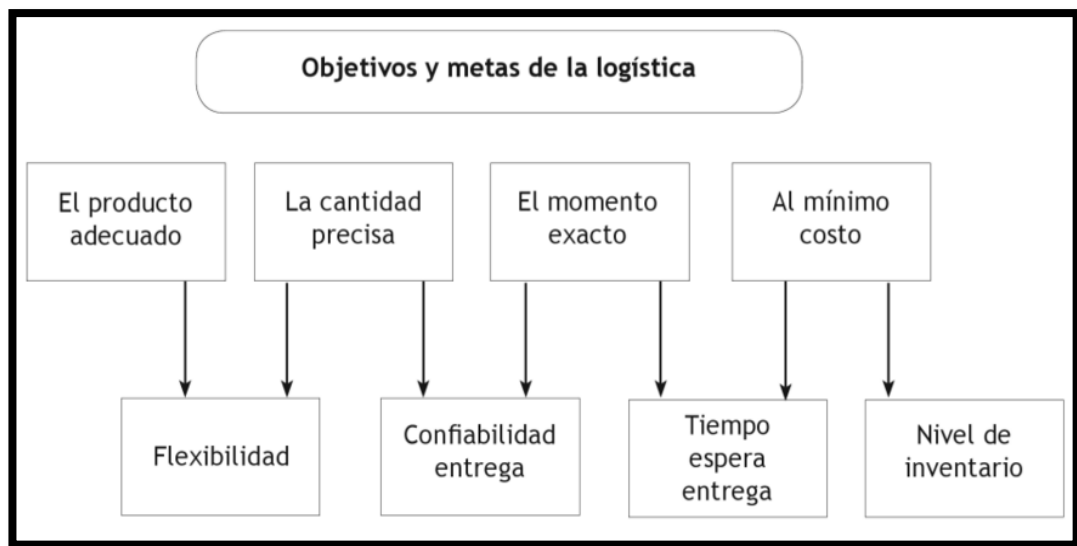 Objetivos y metas de la logística
El producto
adecuado
La cantidad
precisa
El momento
exacto
Al mínimo
costo
Flexibilidad
Confiabilidad
entrega
Tiempo
espera
entrega
Nivel de
inventario